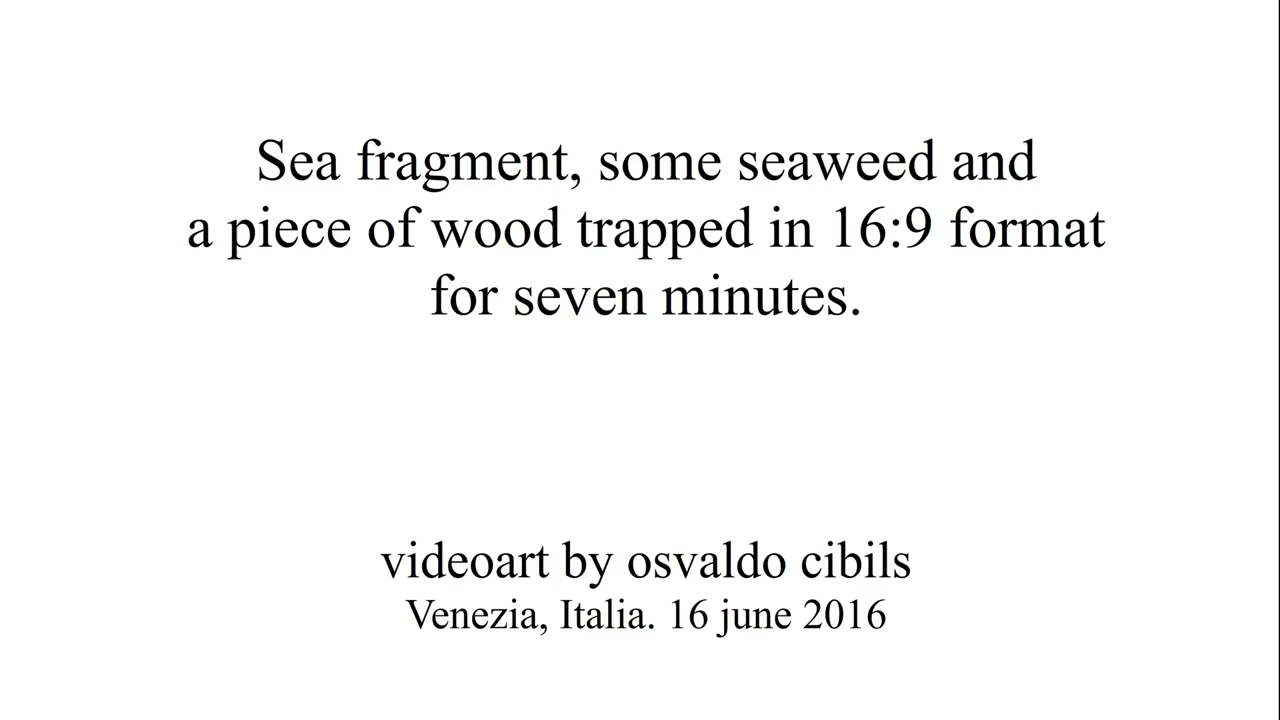 Sea fragment, some seaweed and
a piece of wood trapped in 16:9 format
for seven minutes.
videoart by osvaldo cibils
Venezia, Italia. 16 june 2016